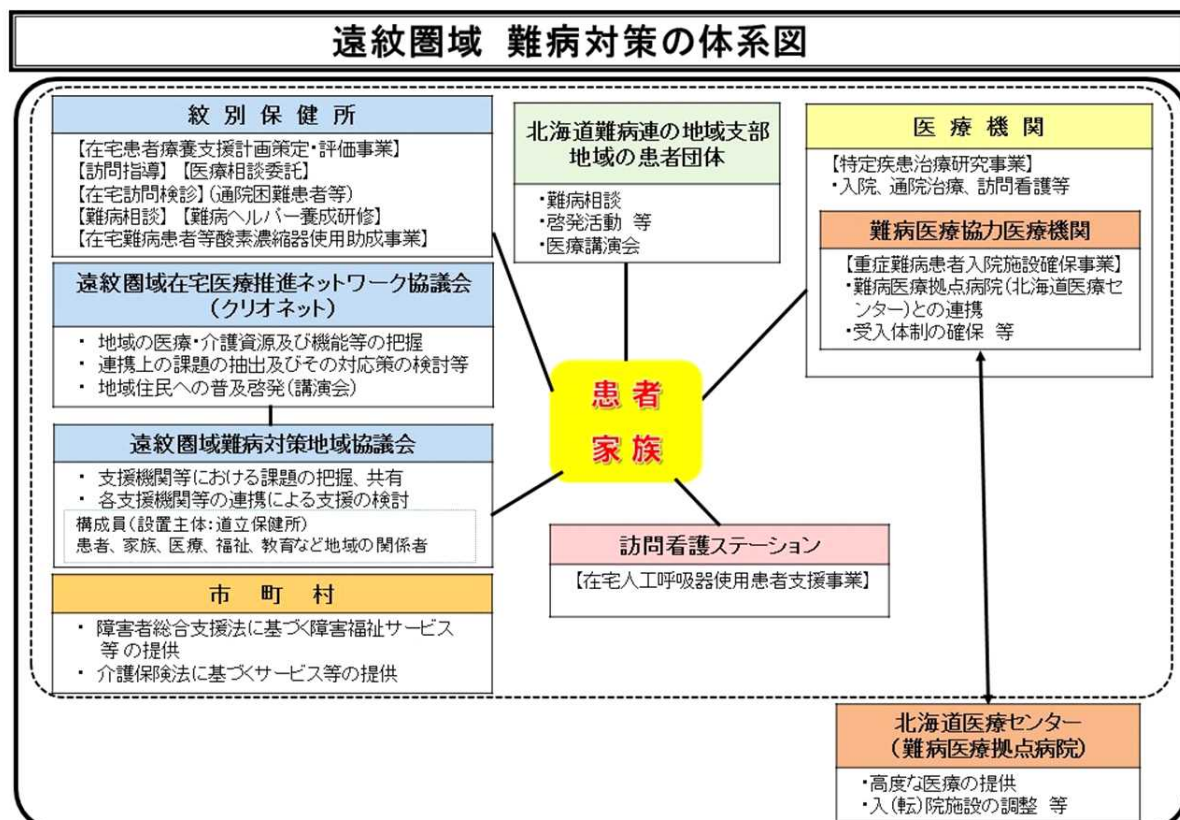 遠紋圏域 難病対策の体系図
紋別保健所
【在宅患者療養支援計画策定・評価事業】
【訪問指導】【医療相談委託】
【在宅訪問検診】(通院困難患者等)
【難病相談】【難病ヘルパー養成研修】
【在宅難病患者等酸素濃縮器使用助成事業】
遠紋圏域在宅医療推進ネットワーク協議会
(クリオネット)
・ 地域の医療・介護資源及び機能等の把握
・ 連携上の課題の抽出及びその対応策の検討等
・ 地域住民への普及啓発(講演会)
遠紋圏域難病対策地域協議会
・ 支援機関等における課題の把握、共有
・ 各支援機関等の連携による支援の検討
構成員(設置主体:道立保健所)
患者、家族、医療、福祉、教育など地域の関係者
市町村
・ 障害者総合支援法に基づく障害福祉サービス
等の提供
・ 介護保険法に基づくサービス等の提供
北海道難病連の地域支部
地域の患者団体
・難病相談
・啓発活動 等
・医療講演会
患者
家族
訪問看護ステーション
【在宅人工呼吸器使用患者支援事業】
医療機関
【特定疾患治療研究事業】
・入院、通院治療、訪問看護等
難病医療協力医療機関
【重症難病患者入院施設確保事業】
・難病医療拠点病院(北海道医療セ
ンター)との連携
・受入体制の確保 等
北海道医療センター
(難病医療拠点病院)
・高度な医療の提供
・入(転)院施設の調整 等